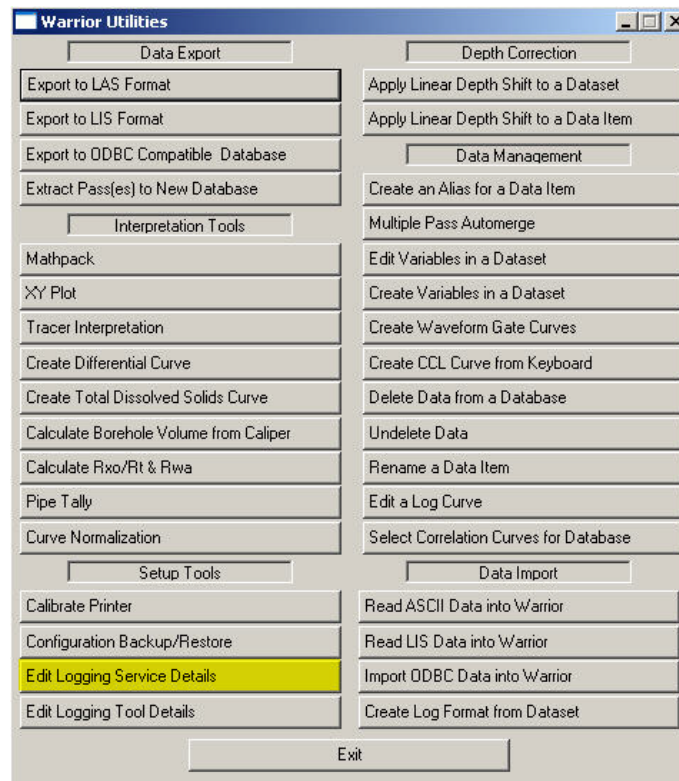 Warrior Utilities
Data Export
Export to LAS Format
Export to LIS Format
Export to ODBC Compatible Database
Extract Pass(es) to New Database
Interpretation Tools
Mathpack
XY Plot
Tracer Interpretation
Create Differential Curve
Create Total Dissolved Solids Curve
Calculate Borehole Volume from Caliper
Calculate Rxo/Rt & Rwa
Pipe Tally
Curve Normalization
Setup Tools
Calibrate Printer
Configuration Backup/Restore
Edit Logging Service Details
Edit Logging Tool Details
Depth Correction
Apply Linear Depth Shift to a Dataset
Apply Linear Depth Shift to a Data Item
Data Management
Create an Alias for a Data Item
Multiple Pass Automerge
Edit Variables in a Dataset
Create Variables in a Dataset
Create Waveform Gate Curves
Create CCL Curve from Keyboard
Delete Data from a Database
Undelete Data
Rename a Data Item
Edit a Log Curve
Select Correlation Curves for Database
Data Import
Read ASCII Data into Warrior
Read LIS Data into Warrior
Import ODBC Data into Warrior
Create Log Format from Dataset
Exit